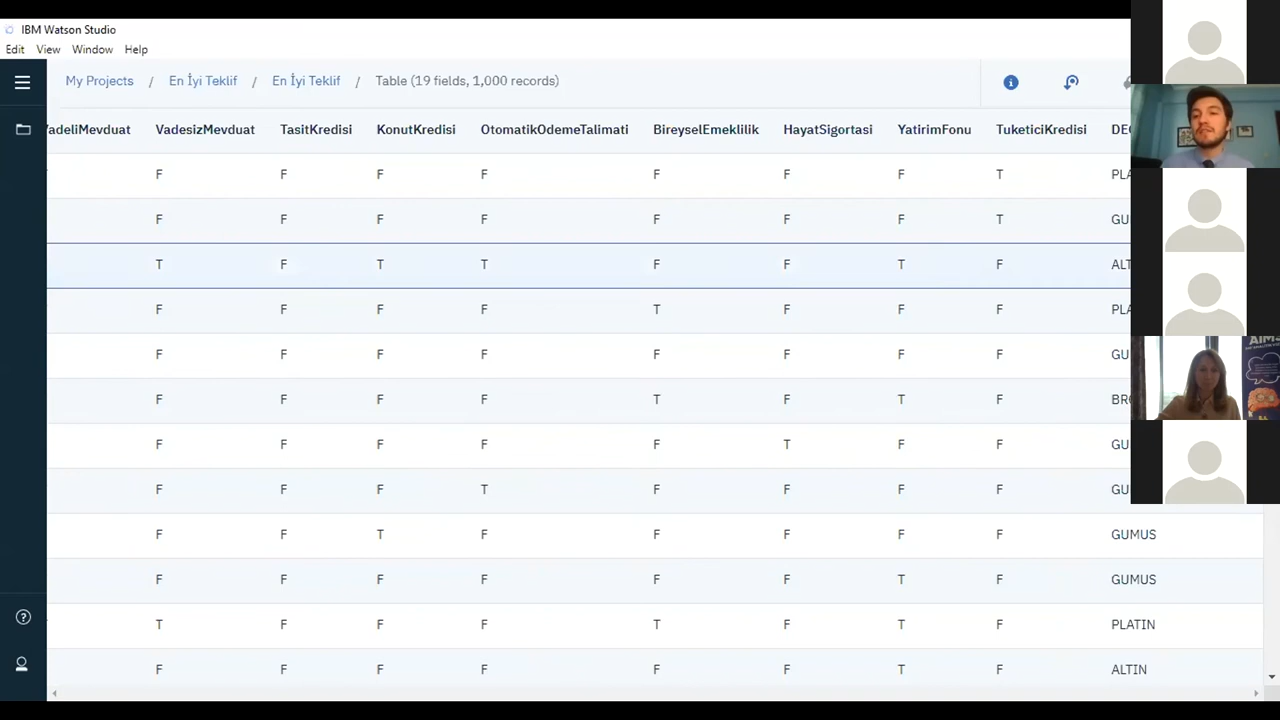 IBM Watson Studio
Edit View Window Help
My Projects / En İyi Teklif / En İyi Teklif / Table (19 fields, 1,000 records)
VadesizMevduat TasitKredisi KonutKredisi OtomatikOdemeTalimati BireyselEmeklilik HayatSigortasi YatirimFonu TuketiciKredisi
F F F F F F F T
F F F F F F F T
T F T T F F T F
F F F F T F F F
F F F F F F F F
F F F F T F T F
F F F F F T F F
F F F T F F F F
F F T F F F F F GUMUS
F F F F F F T F GUMUS
T F F F T F T F PLATIN
F F F F F F T F ALTIN
AIMS